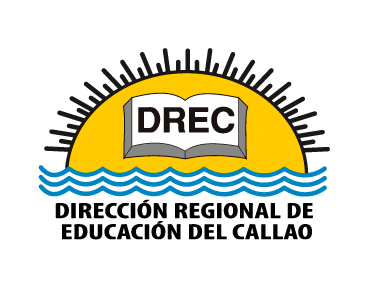 DREC
DIRECCIÓN REGIONAL DE
EDUCACIÓN DEL CALLAO